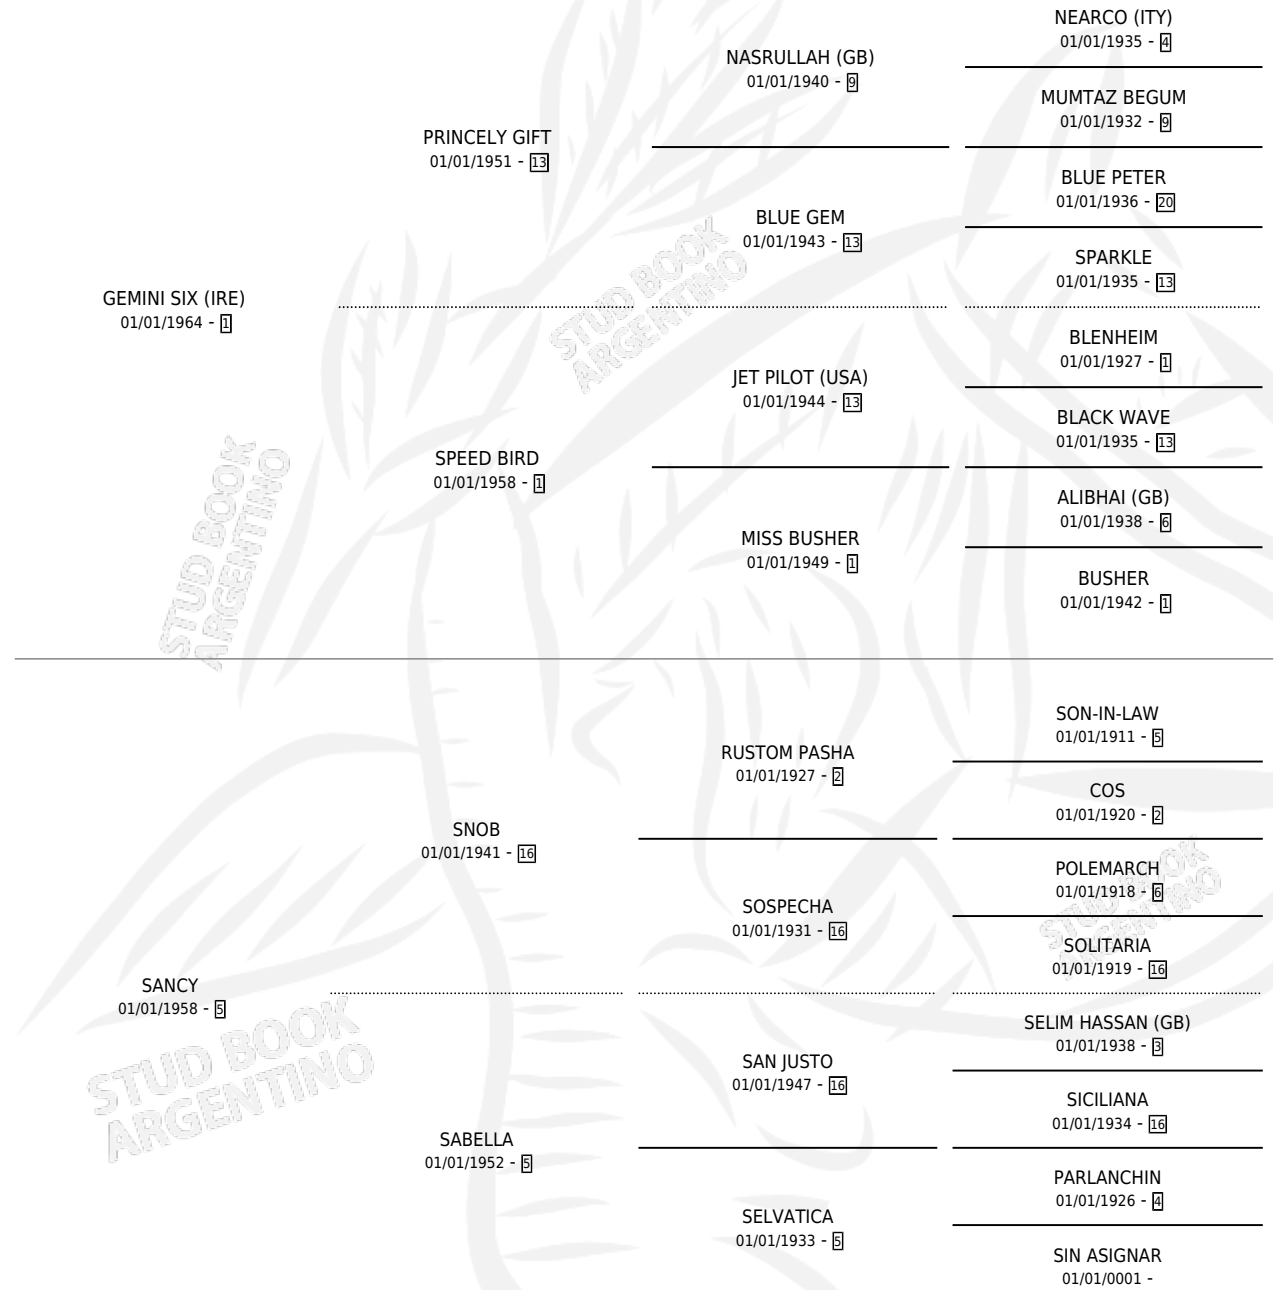 NEARCO (ITY)
01/01/1935 - 4
NASRULLAH (GB)
01/01/1940 - 9
MUMTAZ BEGUM
01/01/1932 - 9
PRINCELY GIFT
01/01/1951 - 13
BLUE PETER
01/01/1936 - 20
BLUE GEM
01/01/1943 - 13
SPARKLE
01/01/1935 - 13
GEMINI SIX (IRE)
01/01/1964 - 1
STUD BOOK
ARGENTINO
BLENHEIM
01/01/1927 - 1
JET PILOT (USA)
01/01/1944 - 13
BLACK WAVE
01/01/1935 - 13
SPEED BIRD
01/01/1958 - 1
ALIBHAI (GB)
01/01/1938 - 6
MISS BUSHER
01/01/1949 - 1
BUSHER
01/01/1942 - 1
STUD BOOK
ARGENTINO
SON-IN-LAW
01/01/1911 - 5
RUSTOM PASHA
01/01/1927 - 2
COS
01/01/1920 - 2
SNOB
01/01/1941 - 16
POLEMARCH
01/01/1918 - 6
SOSPECHA
01/01/1931 - 16
SOLITARIA
01/01/1919 - 16
STUD BOOK
ARGENTINO
SANCY
01/01/1958 - 5
SELIM HASSAN (GB)
01/01/1938 - 3
SAN JUSTO
01/01/1947 - 16
SICILIANA
01/01/1934 - 16
STUD BOOK
ARGENTINO
SABELLA
01/01/1952 - 5
PARLANCHIN
01/01/1926 - 4
SELVATICA
01/01/1933 - 5
SIN ASIGNAR
01/01/0001 -